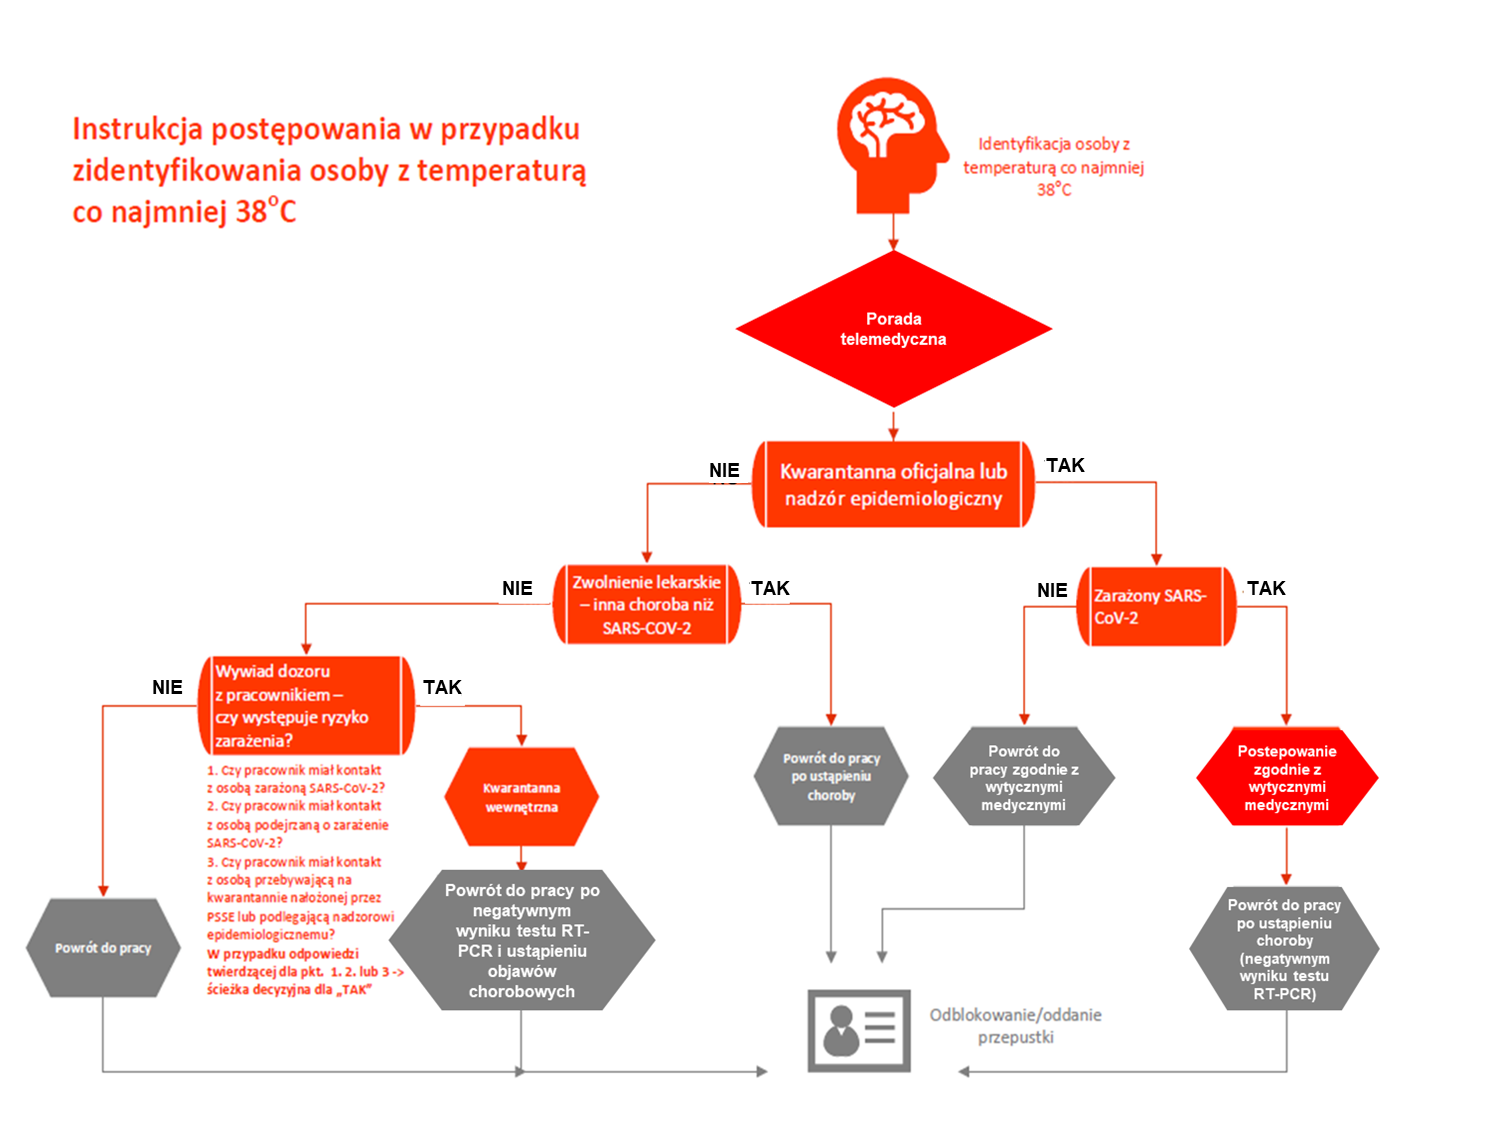 Instrukcja postępowania w przypadku
zidentyfikowania osoby z temperaturą
co najmniej 38°C
Identyfikacja osoby z
temperaturą co najmniej
38°C
Porada
telemedyczna
Kwarantanna oficjalna lub
nadzór epidemiologiczny
NIE
TAK
Zwolnienie lekarskie
– inna choroba niż
SARS-COV-2
NIE
TAK
Zarażony SARS-
CoV-2
NIE
TAK
Wywiad dozoru
z pracownikiem –
czy występuje ryzyko
zarażenia?
NIE
TAK
1. Czy pracownik miał kontakt
z osobą zarażoną SARS-CoV-2?
2. Czy pracownik miał kontakt
z osobą podejrzaną o zarażenie
SARS-CoV-2?
3. Czy pracownik miał kontakt
z osobą przebywającą na
kwarantannie nałożonej przez
PSSE lub podlegającą nadzorowi
epidemiologicznemu?
W przypadku odpowiedzi
twierdzącej dla pkt. 1. 2. lub 3 ->
ścieżka decyzyjna dla „TAK”
Kwarantanna
wewnętrzna
Powrót do pracy
po ustąpieniu
choroby
Powrót do
pracy zgodnie z
wytycznymi
medycznymi
Postepowanie
zgodnie z
wytycznymi
medycznymi
Powrót do pracy
Powrót do pracy po
negatywnym
wyniku testu RT-
PCR i ustąpieniu
objawów
chorobowych
Powrót do pracy
po ustąpieniu
choroby
(negatywnym
wyniku testu
RT-PCR)
Odblokowanie/oddanie
przepustki